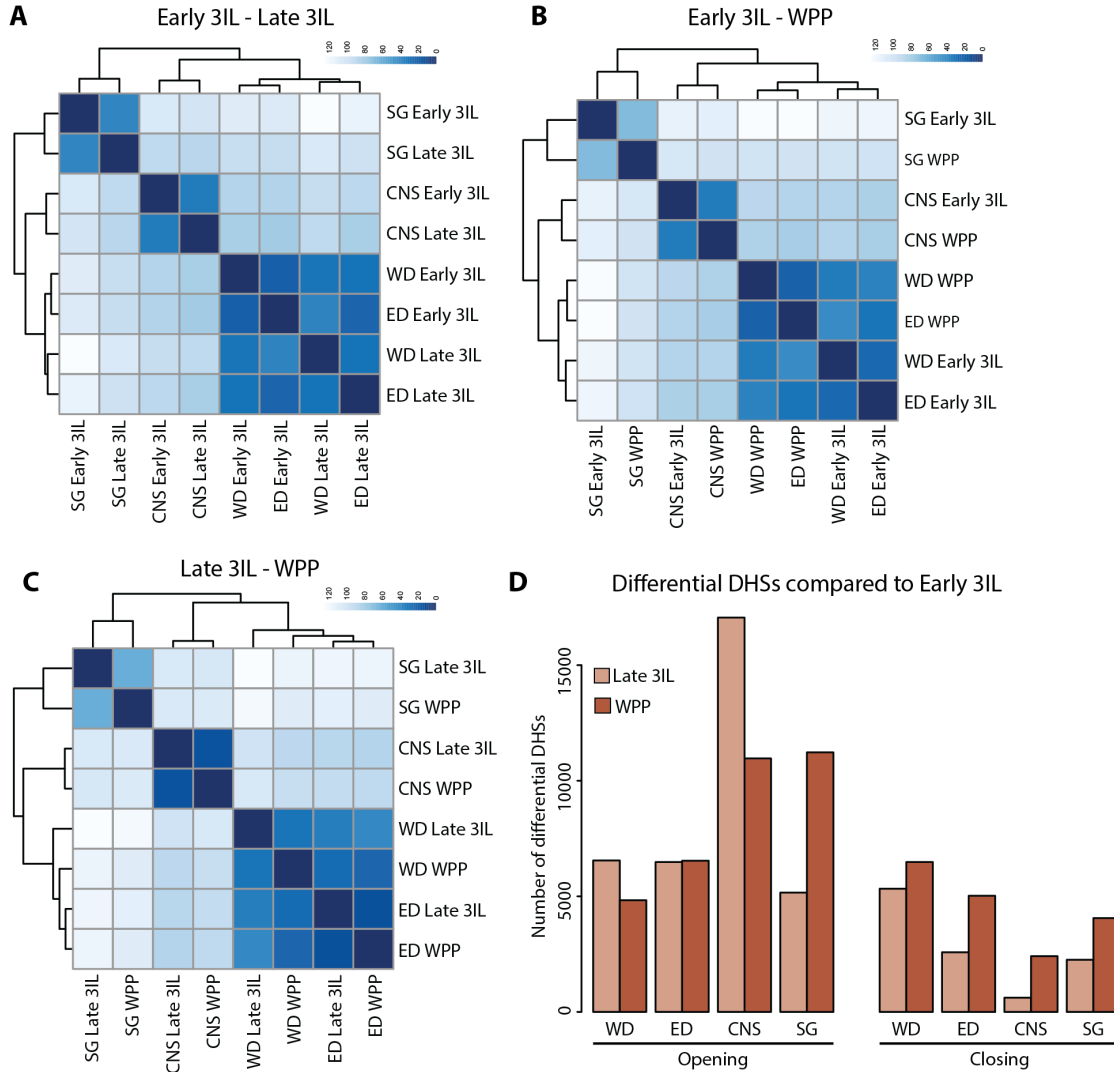 A
Early 3IL - Late 3IL
120 100 80 60 40 20 0
SG Early 3IL
SG Late 3IL
CNS Early 3IL
CNS Late 3IL
WD Early 3IL
ED Early 3IL
WD Late 3IL
ED Late 3IL
SG Early 3IL
SG Late 3IL
CNS Early 3IL
CNS Late 3IL
WD Early 3IL
ED Early 3IL
WD Late 3IL
ED Late 3IL
B
Early 3IL - WPP
120 100 80 60 40 20 0
SG Early 3IL
SG WPP
CNS Early 3IL
CNS WPP
WD WPP
ED WPP
WD Early 3IL
ED Early 3IL
SG Early 3IL
SG WPP
CNS Early 3IL
CNS WPP
WD WPP
ED WPP
WD Early 3IL
ED Early 3IL
C
Late 3IL - WPP
120 100 80 60 40 20 0
SG Late 3IL
SG WPP
CNS Late 3IL
CNS WPP
WD Late 3IL
WD WPP
ED Late 3IL
ED WPP
SG Late 3IL
SG WPP
CNS Late 3IL
CNS WPP
WD Late 3IL
WD WPP
ED Late 3IL
ED WPP
D
Differential DHSs compared to Early 3IL
Late 3IL
WPP
Number of differential DHSs
15000
10000
5000
0
WD ED CNS SG
Opening
WD ED CNS SG
Closing